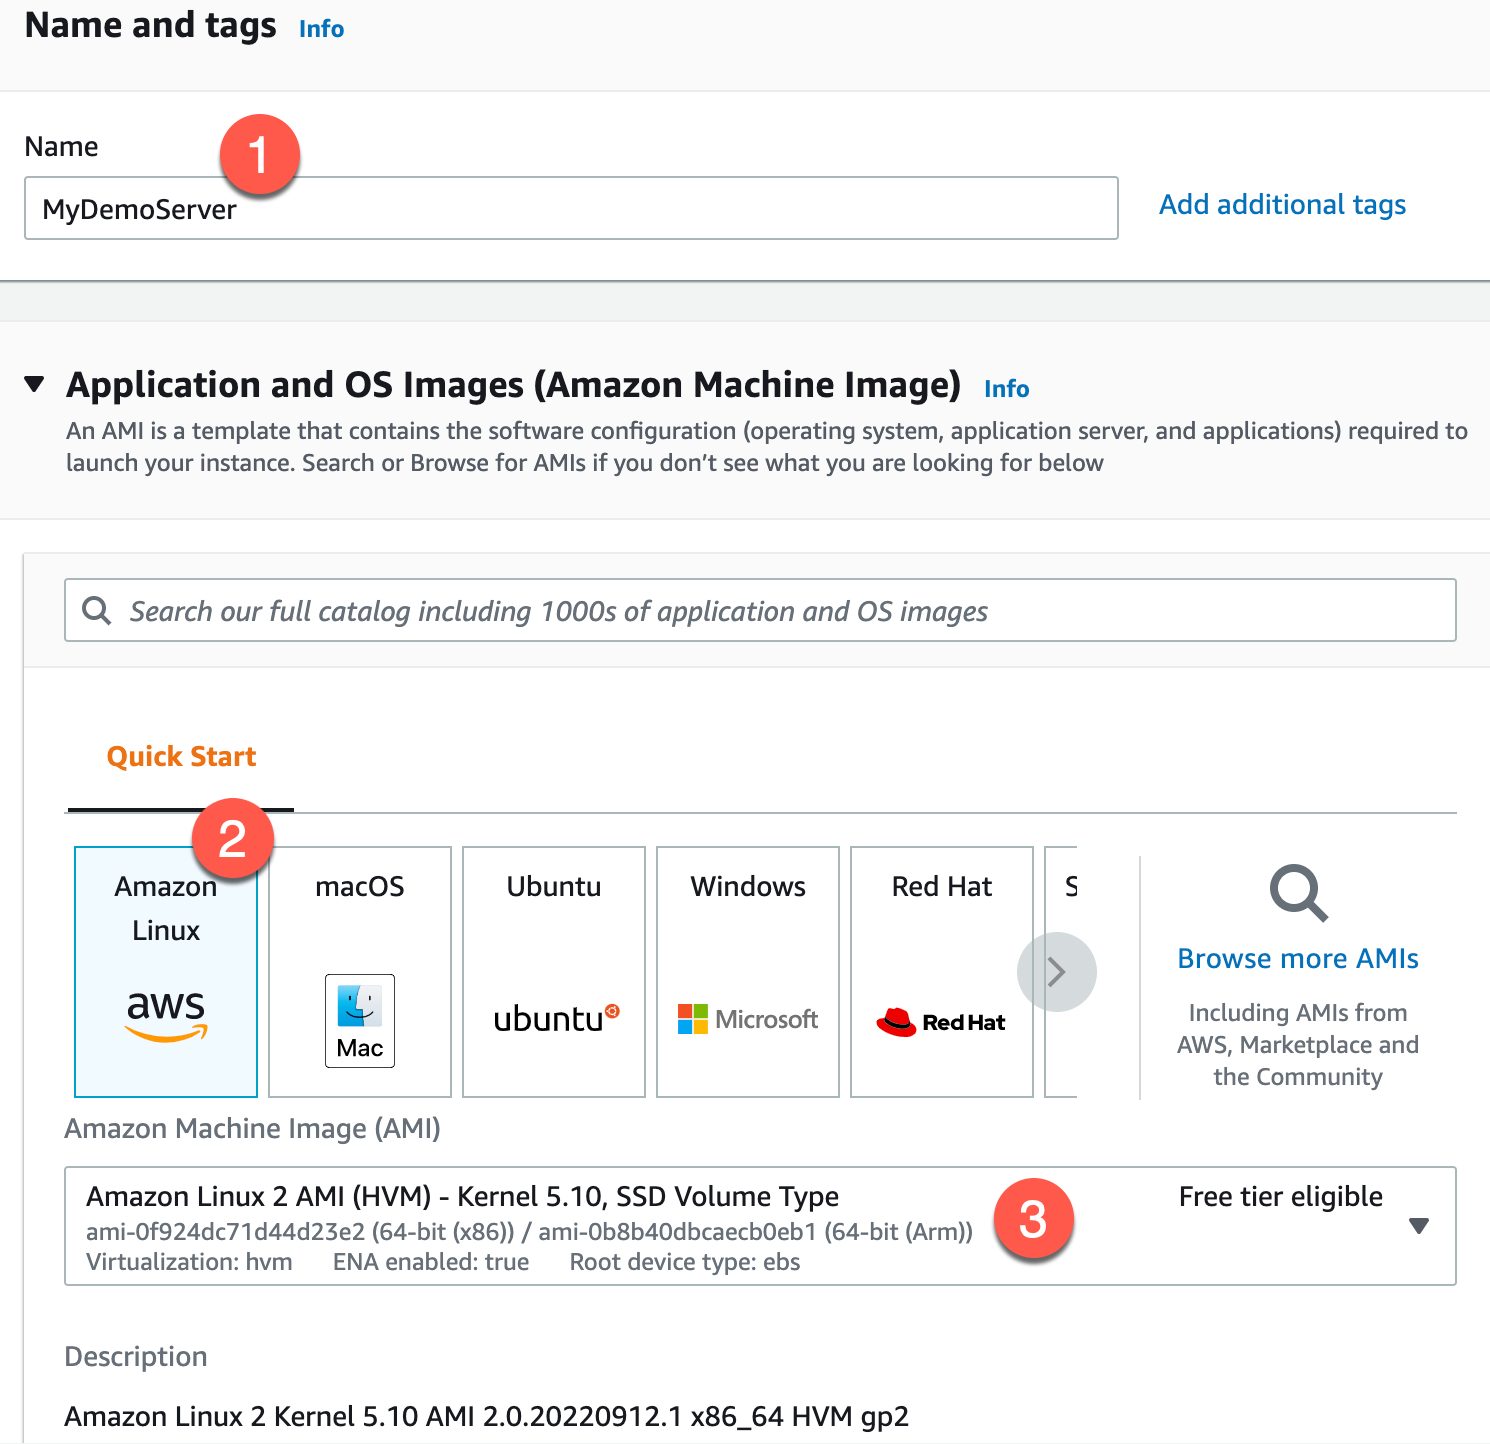 Name and tags Info
Name
1
MyDemoServer
Add additional tags
Application and OS Images (Amazon Machine Image) Info
An AMI is a template that contains the software configuration (operating system, application server, and applications) required to
launch your instance. Search or Browse for AMIs if you don’t see what you are looking for below
Search our full catalog including 1000s of application and OS images
Quick Start
2
Amazon
Linux
aws
macOS
Mac
Ubuntu
ubuntu
Windows
Microsoft
Red Hat
Red Hat
S
Browse more AMIs
Including AMIs from
AWS, Marketplace and
the Community
Amazon Machine Image (AMI)
Amazon Linux 2 AMI (HVM) - Kernel 5.10, SSD Volume Type
Free tier eligible
ami-0f924dc71d44d23e2 (64-bit (x86)) / ami-0b8b40dbcaecb0eb1 (64-bit (Arm))
3
Virtualization: hvm ENA enabled: true Root device type: ebs
Description
Amazon Linux 2 Kernel 5.10 AMI 2.0.20220912.1 x86_64 HVM gp2